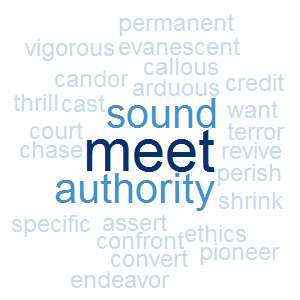 permanent
vigorous evanescent
callous
candor arduous credit
thrill cast sound want
court terror
chase meet revive
authority perish
shrink
specific assert
confront ethics
convert pioneer
endeavor